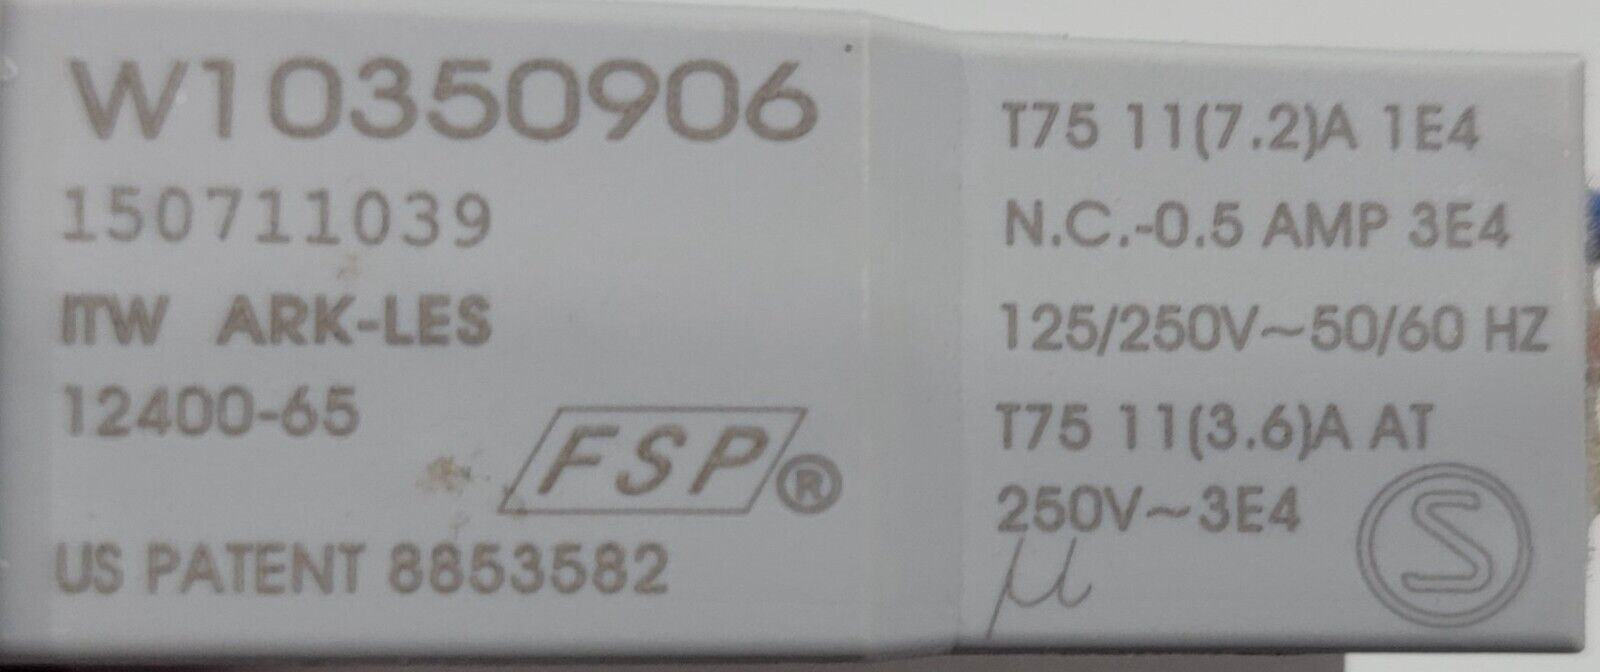 W10350906
150711039
ITW ARK-LES
12400-65
FSP®
US PATENT 8853582
T75 11(7.2)A 1E4
N.C.-0.5 AMP 3E4
125/250V~50/60 HZ
T75 11(3.6)A AT
250V~3E4
µ
S